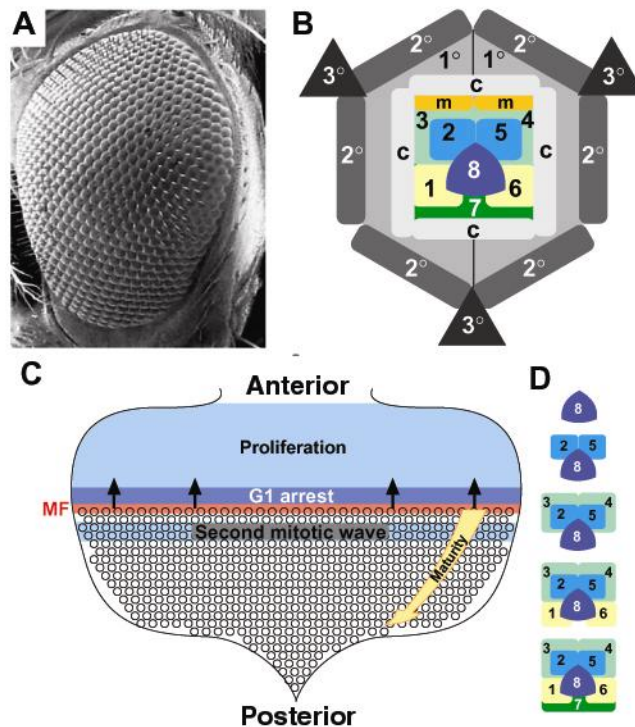 A
B
2° 2°
1° 1°
3° 3°
c
m m
3 4
2 5
2° c 8 c 2°
1 6
7
c
2° 2°
3°
C
Anterior
Proliferation
G1 arrest
MF
Second mitotic wave
Maturity
Posterior
D
8
2 5
8
3 4
2 5
8
3 4
2 5
8
1 6
3 4
2 5
8
1 6
7